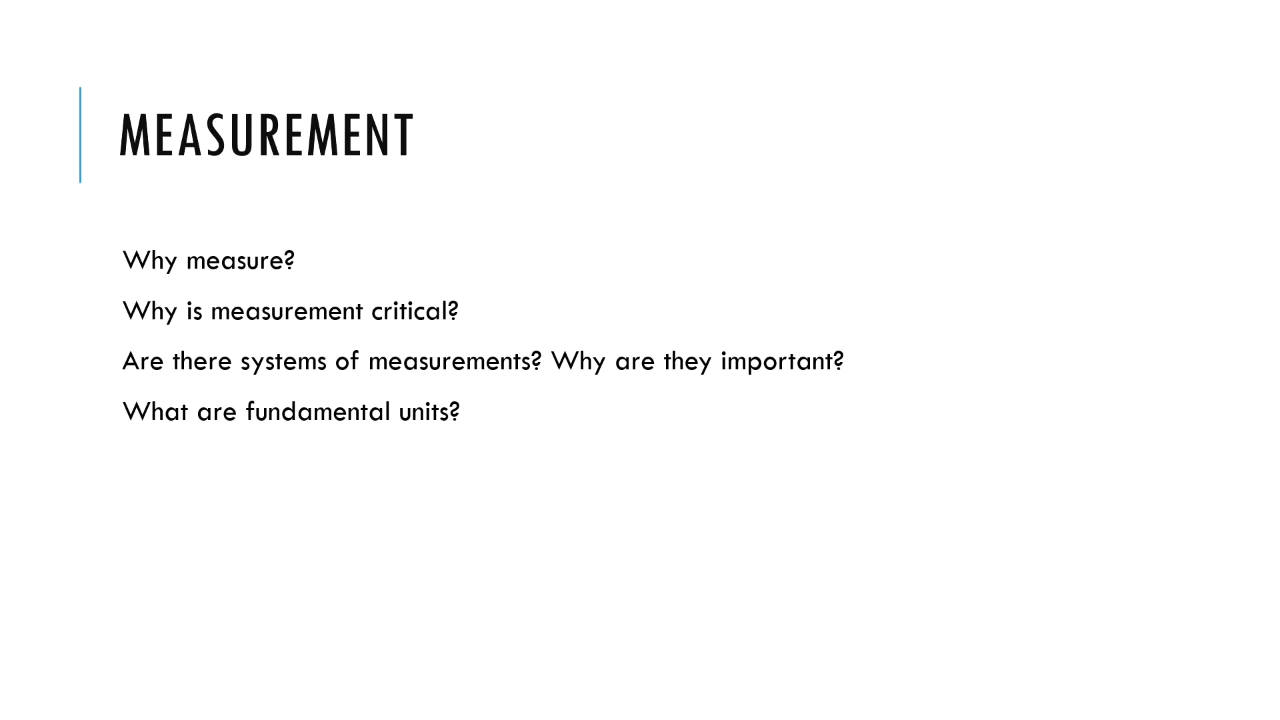 MEASUREMENT
Why measure?
Why is measurement critical?
Are there systems of measurements? Why are they important?
What are fundamental units?